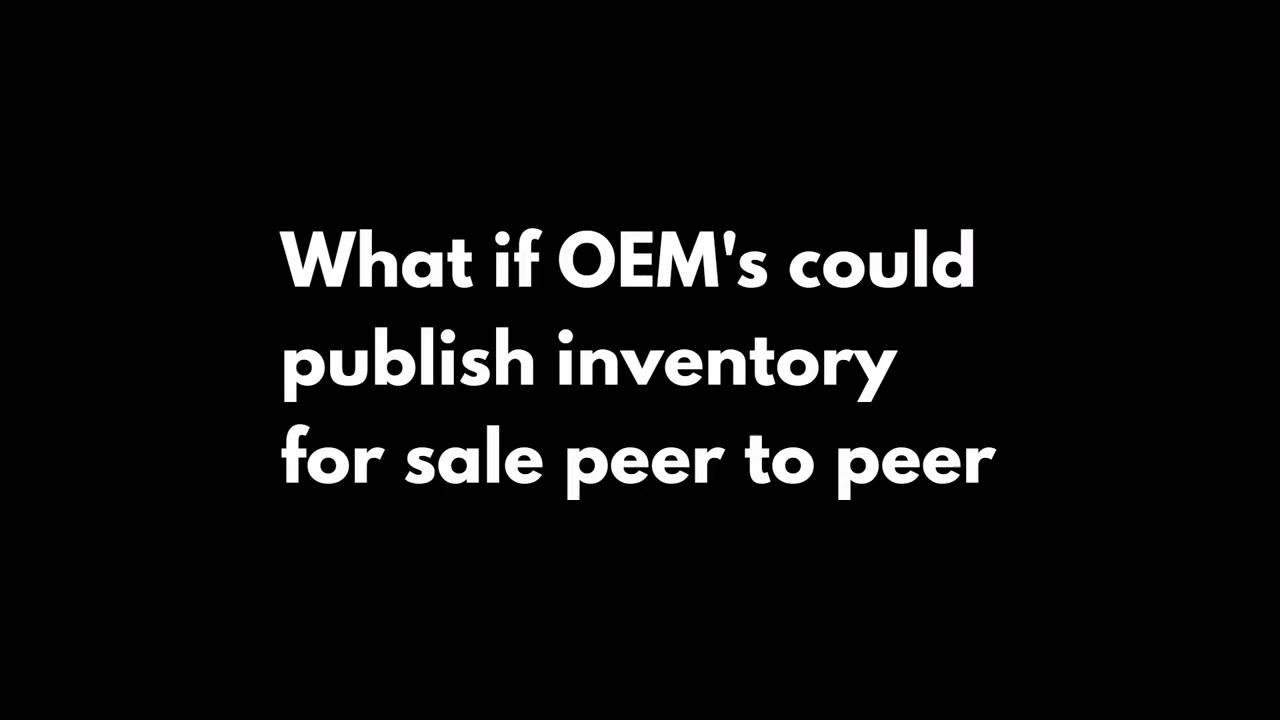 What if OEM's could
publish inventory
for sale peer to peer